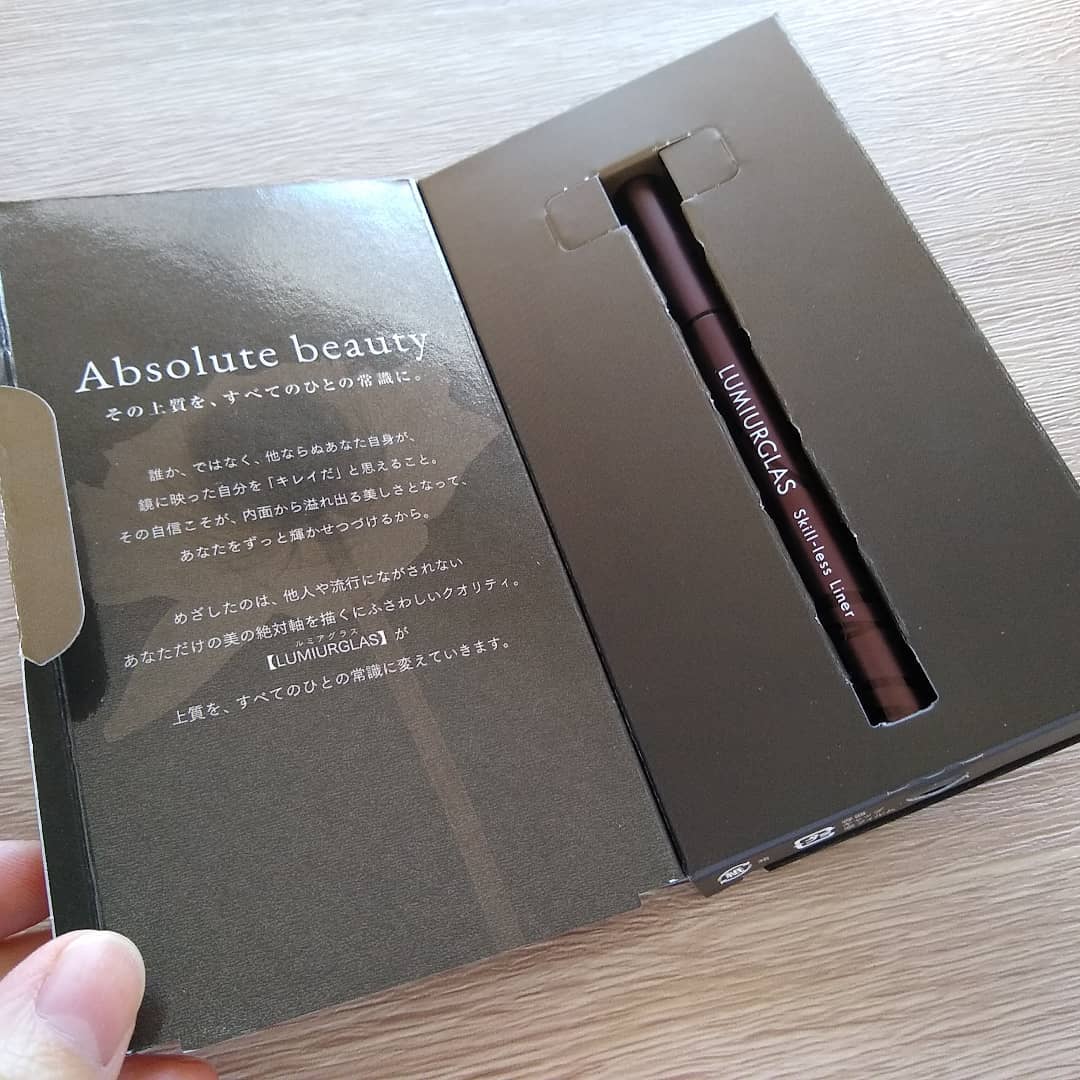 Absolute beauty
その上質を、すべてのひとの常識に。
誰か、ではなく、他ならぬあなた自身が、
鏡に映った自分を「キレイだ」と思えること。
その自信こそが、内面から溢れ出る美しさとなって、
あなたをずっと輝かせつづけるから。
めざしたのは、他人や流行にながされない
あなただけの美の絶対軸を描くにふさわしいクオリティ。
ルミアグラス
【LUMIURGLAS】が
上質を、すべてのひとの常識に変えていきます。
LUMIURGLAS Skill-less Liner